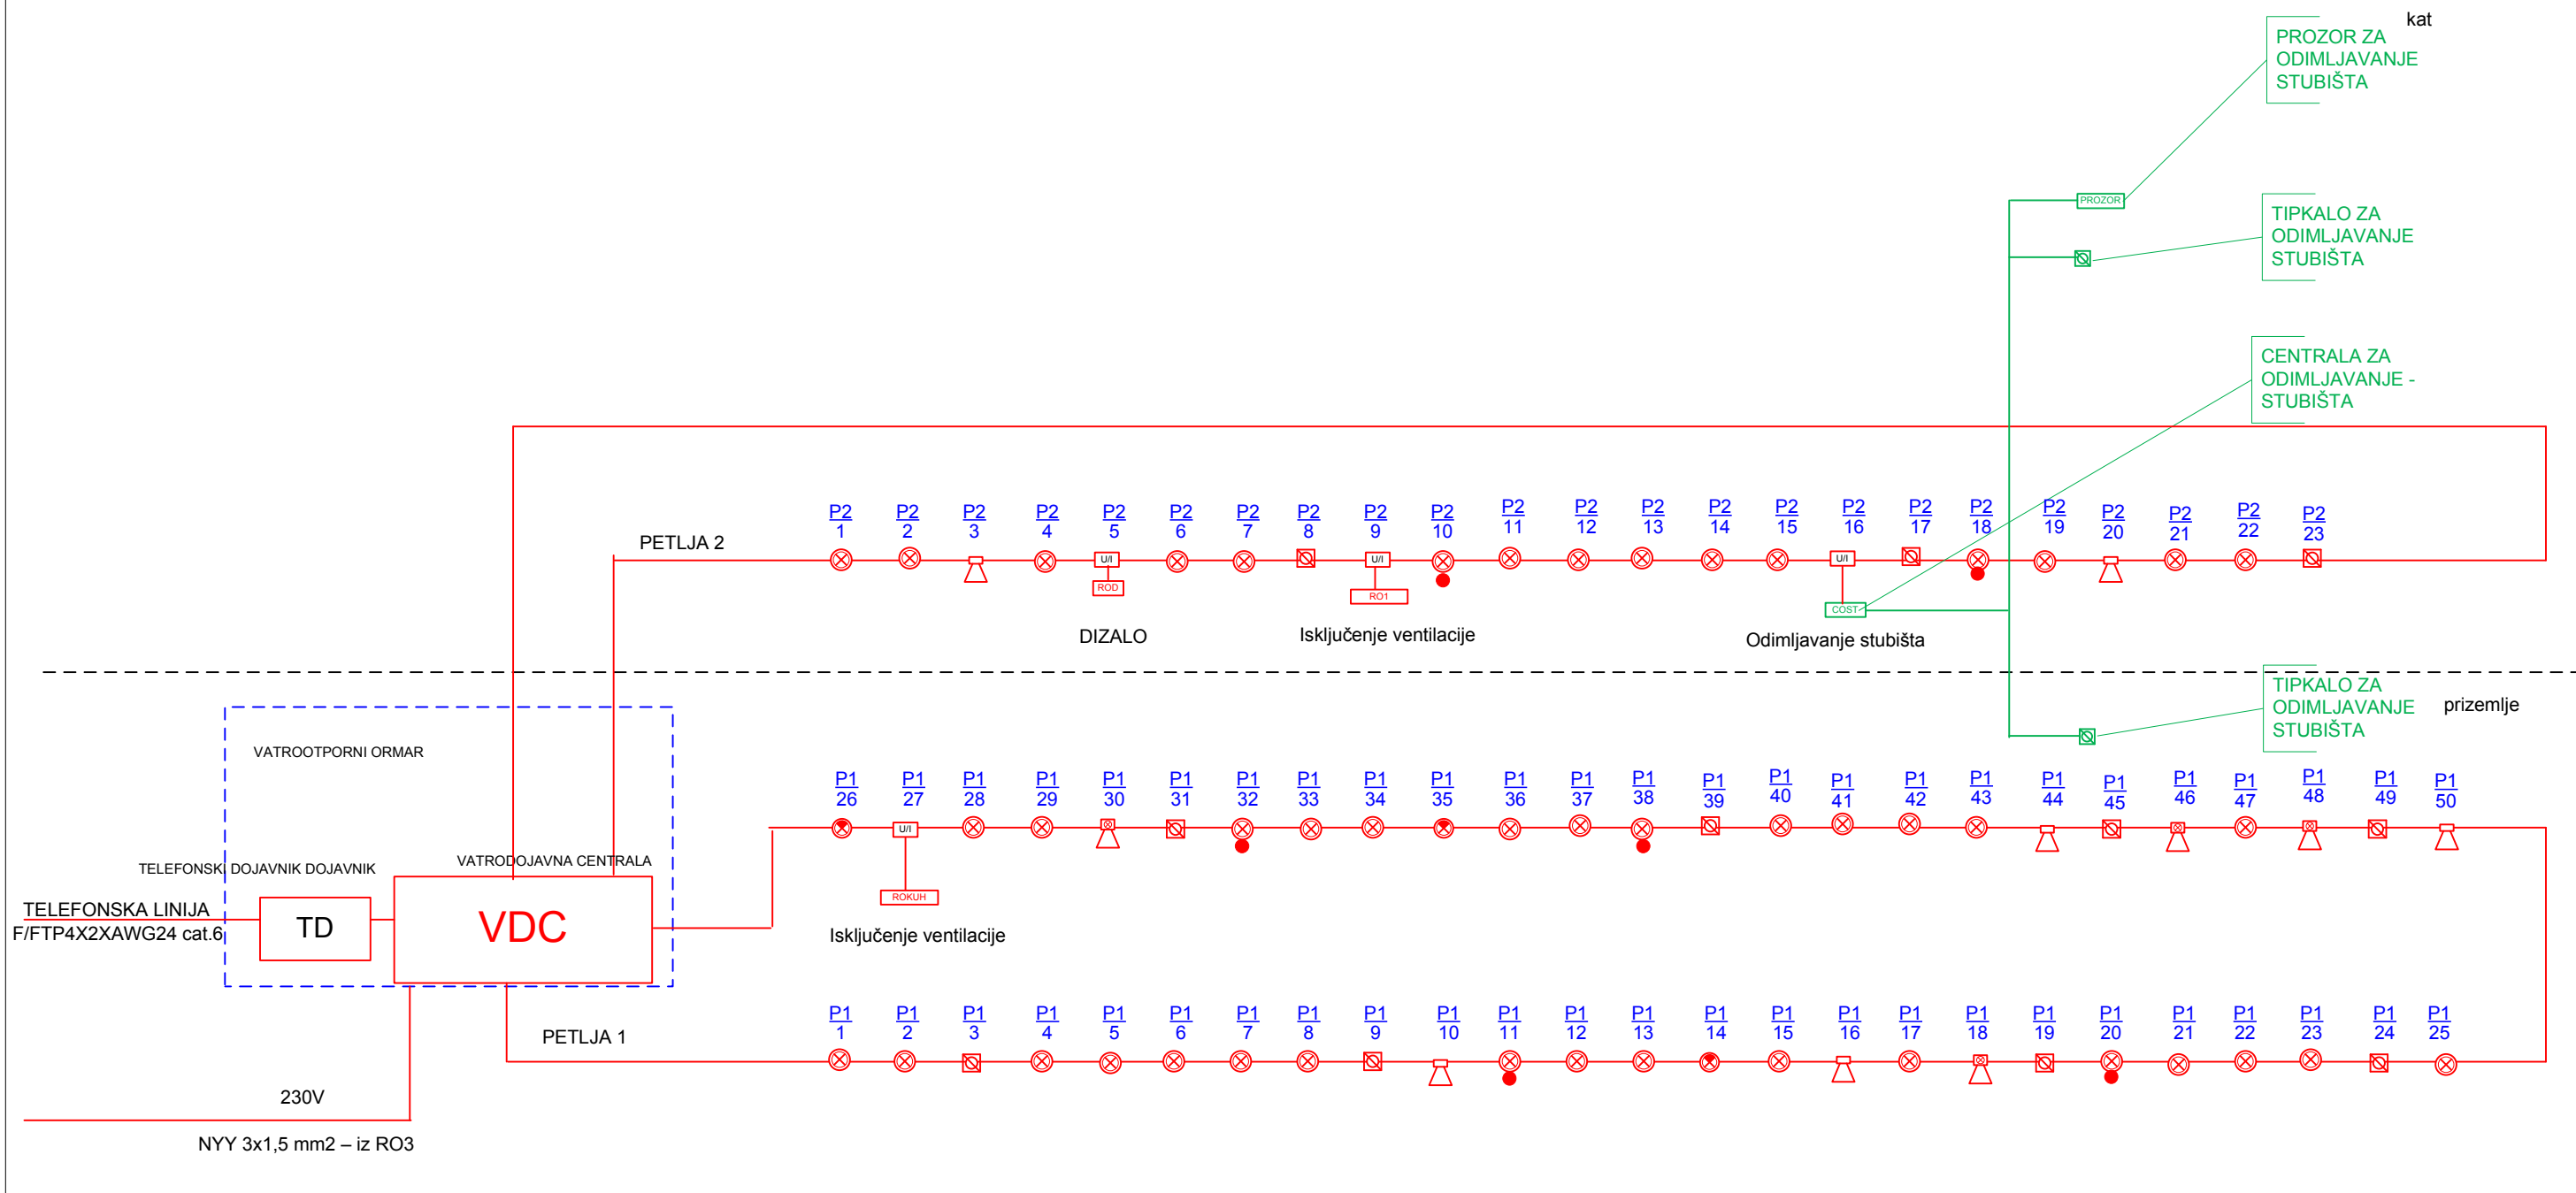 kat
PROZOR ZA
ODIMLJAVANJE
STUBIŠTA
PROZOR
TIPKALO ZA
ODIMLJAVANJE
STUBIŠTA
CENTRALA ZA
ODIMLJAVANJE -
STUBIŠTA
PETLJA 2
P2 P2 P2 P2 P2 P2 P2 P2 P2 P2 P2 P2 P2 P2 P2 P2 P2 P2 P2 P2 P2 P2 P2
1 2 3 4 5 6 7 8 9 10 11 12 13 14 15 16 17 18 19 20 21 22 23
U/I U/I U/I
ROD RO1 COST
DIZALO
Isključenje ventilacije
Odimljavanje stubišta
TIPKALO ZA
ODIMLJAVANJE
STUBIŠTA
prizemlje
VATROOTPORNI ORMAR
P1 P1 P1 P1 P1 P1 P1 P1 P1 P1 P1 P1 P1 P1 P1 P1 P1 P1 P1 P1 P1 P1 P1 P1 P1
26 27 28 29 30 31 32 33 34 35 36 37 38 39 40 41 42 43 44 45 46 47 48 49 50
U/I
ROKUH
Isključenje ventilacije
TELEFONSKI DOJAVNIK DOJAVNIK
VATRODOJAVNA CENTRALA
TELEFONSKA LINIJA
F/FTP4X2XAWG24 cat.6
TD
VDC
PETLJA 1
P1 P1 P1 P1 P1 P1 P1 P1 P1 P1 P1 P1 P1 P1 P1 P1 P1 P1 P1 P1 P1 P1 P1 P1 P1
1 2 3 4 5 6 7 8 9 10 11 12 13 14 15 16 17 18 19 20 21 22 23 24 25
230V
NYY 3x1,5 mm2 – iz RO3